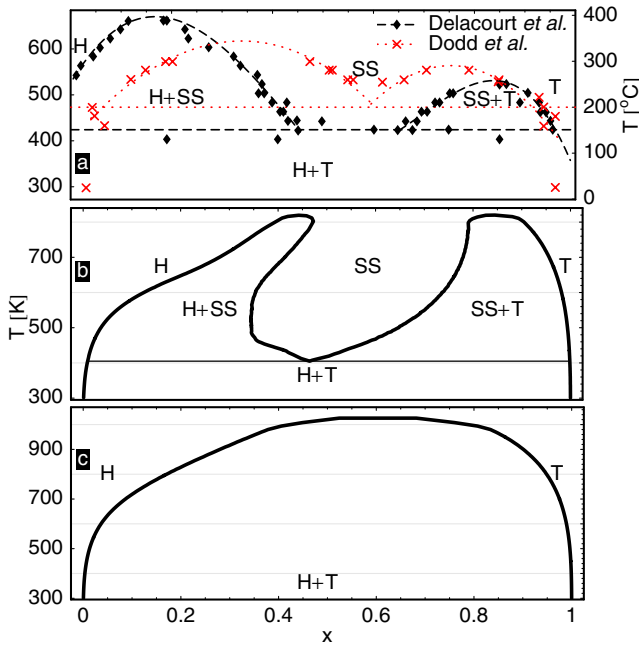 Delacourt et al.
Dodd et al.
600
500
400
300
400
300
200
100
0
T [°C]
H
SS
T
H+SS
SS+T
H+T
a
b
700
500
300
T [K]
H
SS
T
H+SS
SS+T
H+T
c
900
700
500
300
H
T
H+T
0
0.2
0.4
0.6
0.8
1
x